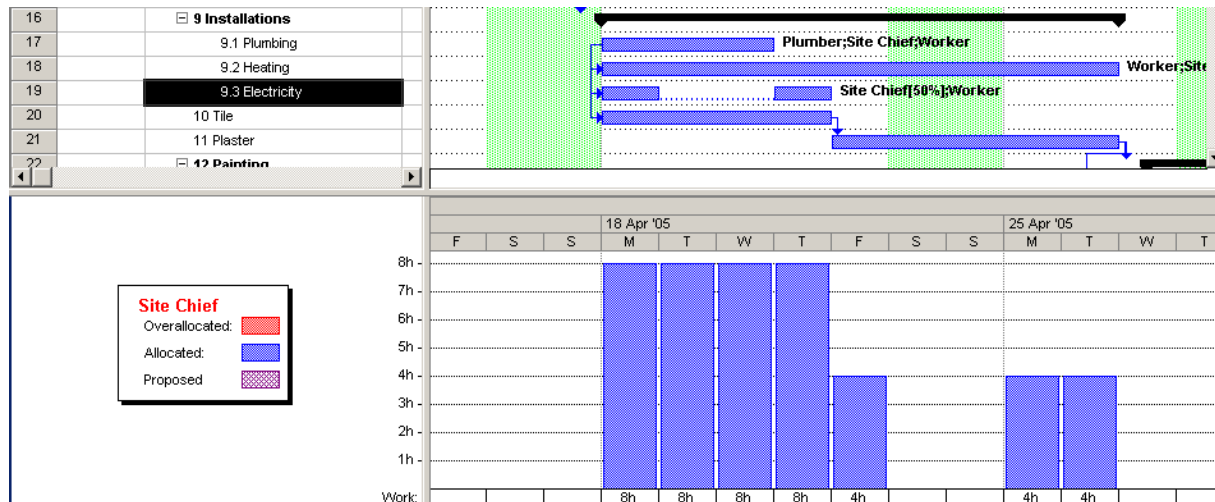 16 9 Installations
17 9.1 Plumbing Plumber;Site Chief;Worker
18 9.2 Heating Worker;Site
19 9.3 Electricity Site Chief[50%];Worker
20 10 Tile
21 11 Plaster
22 12 Painting
18 Apr '05 25 Apr '05
F S S M T W T F S S M T W T
8h
7h
6h
5h
4h
3h
2h
1h
Site Chief
Overallocated:
Allocated:
Proposed
Work: 8h 8h 8h 8h 4h 4h 4h